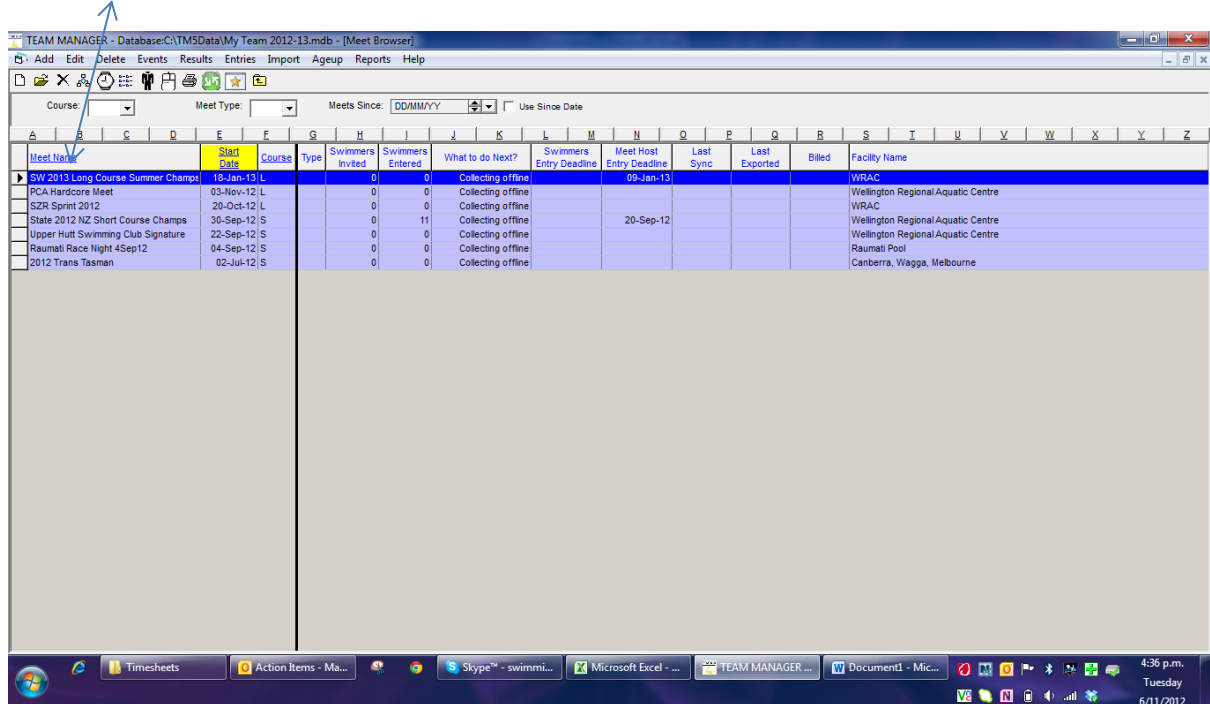 TEAM MANAGER - Database:C:\TM5Data\My Team 2012-13.mdb - [Meet Browser]
Add Edit Delete Events Results Entries Import Ageup Reports Help
Course: Meet Type: Meets Since: DD/MM/YY Use Since Date
A B C D E F G H I J K L M N O P Q R S T U V W X Y Z
Meet Name Start Date Course Type Swimmers Invited Swimmers Entered What to do Next? Swimmers Entry Deadline Meet Host Entry Deadline Last Sync Last Exported Billed Facility Name
SW 2013 Long Course Summer Champs 18-Jan-13 L 0 0 Collecting offline 09-Jan-13 WRAC
PCA Hardcore Meet 03-Nov-12 L 0 0 Collecting offline Wellington Regional Aquatic Centre
SZR Sprint 2012 20-Oct-12 L 0 0 Collecting offline WRAC
State 2012 NZ Short Course Champs 30-Sep-12 S 0 11 Collecting offline 20-Sep-12 Wellington Regional Aquatic Centre
Upper Hutt Swimming Club Signature 22-Sep-12 S 0 0 Collecting offline Wellington Regional Aquatic Centre
Raumati Race Night 4Sep12 04-Sep-12 S 0 0 Collecting offline Raumati Pool
2012 Trans Tasman 02-Jul-12 S 0 0 Collecting offline Canberra, Wagga, Melbourne
Timesheets Action Items - Ma... Skype™ - swimmi... Microsoft Excel - ... TEAM MANAGER ... Document1 - Mic... 4:36 p.m.
Tuesday
6/11/2012